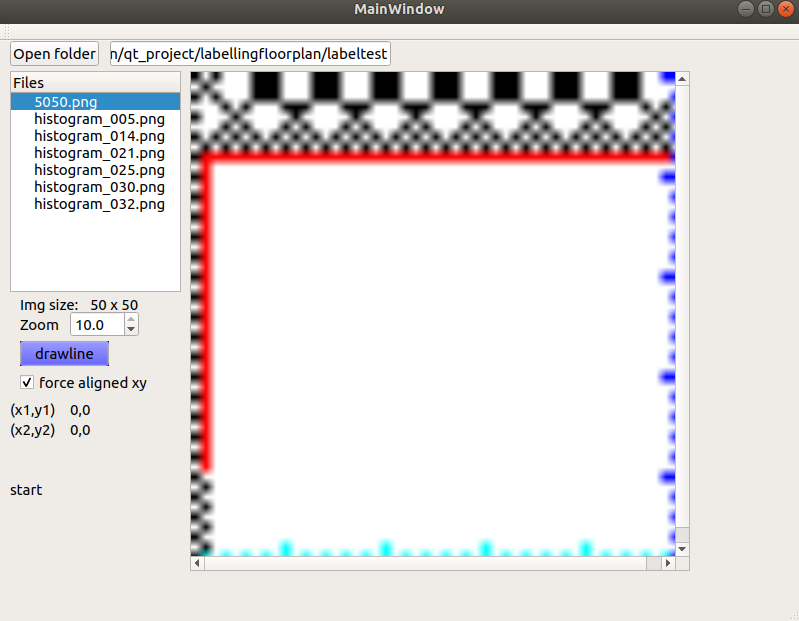 MainWindow
Open folder n/qt_project/labellingfloorplan/labeltest
Files
5050.png
histogram_005.png
histogram_014.png
histogram_021.png
histogram_025.png
histogram_030.png
histogram_032.png
Img size: 50 x 50
Zoom 10.0
drawline
force aligned xy
(x1,y1) 0,0
(x2,y2) 0,0
start